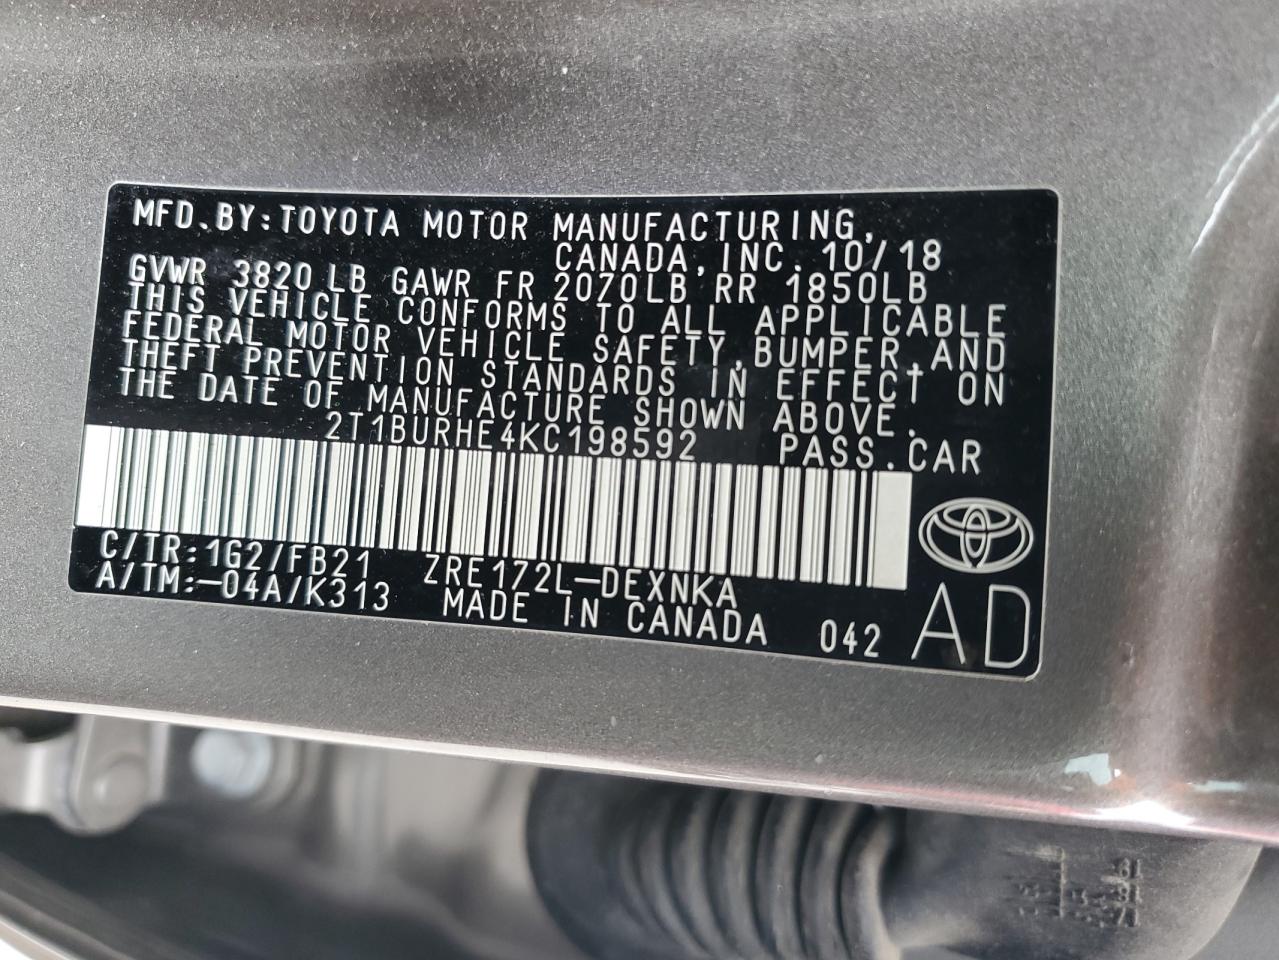 MFD.BY:TOYOTA MOTOR MANUFACTURING,
CANADA,INC. 10/18
GVWR 3820LB GAWR FR 2070LB RR 1850LB
THIS VEHICLE CONFORMS TO ALL APPLICABLE
FEDERAL MOTOR VEHICLE SAFETY,BUMPER,AND
THEFT PREVENTION STANDARDS IN EFFECT ON
THE DATE OF MANUFACTURE SHOWN ABOVE.
2T1BURHE4KC198592 PASS.CAR
C/TR:1G2/FB21 ZRE172L-DEXNKA
A/TM:-04A/K313 MADE IN CANADA 042
AD